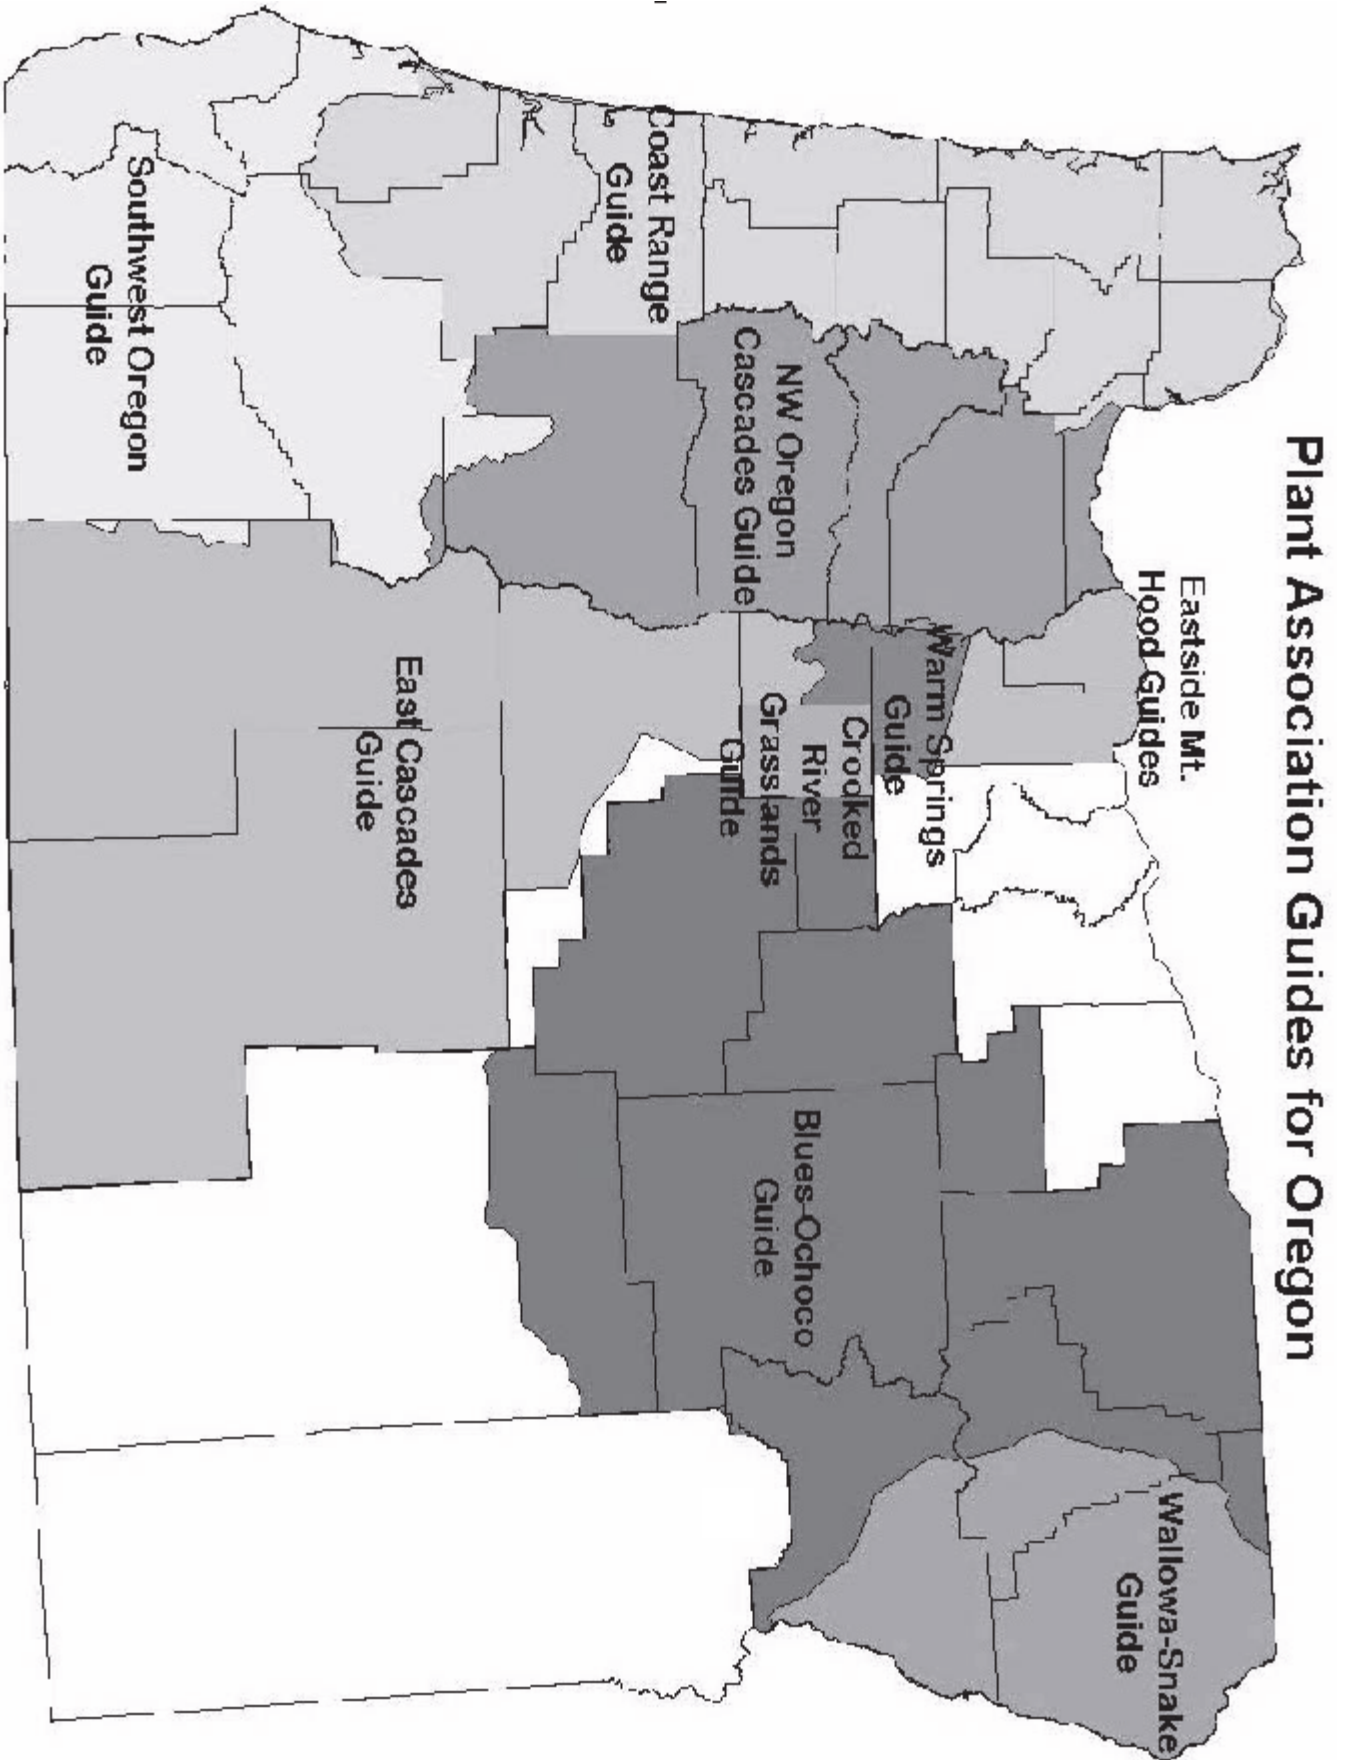 Plant Association Guides for Oregon
Eastside Mt.
Hood Guides
Wallowa-Snake
Guide
Warm Springs
Guide
Crooked
River
Grasslands
Guide
Blues-Ochoco
Guide
NW Oregon
Cascades Guide
Coast Range
Guide
East Cascades
Guide
Southwest Oregon
Guide